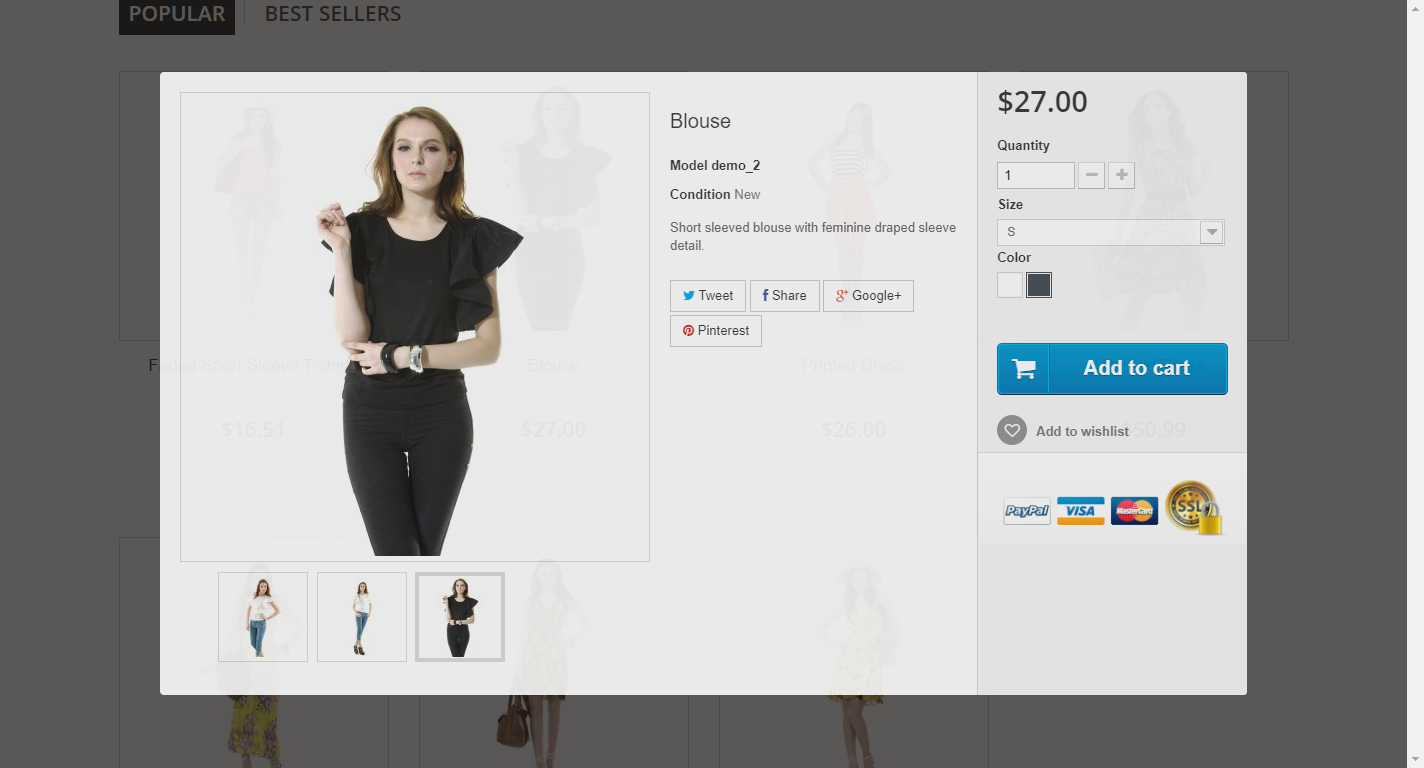 POPULAR
BEST SELLERS
Blouse
Model demo_2
Condition New
Short sleeved blouse with feminine draped sleeve
detail.
Tweet
Share
Google+
Pinterest
$27.00
Quantity
1
Size
S
Color
Add to cart
Add to wishlist
PayPal
VISA
MasterCard
SSL
Faded Short Sleeve T-shirt
Blouse
Printed Dress
$16.51
$27.00
$26.00
$50.99